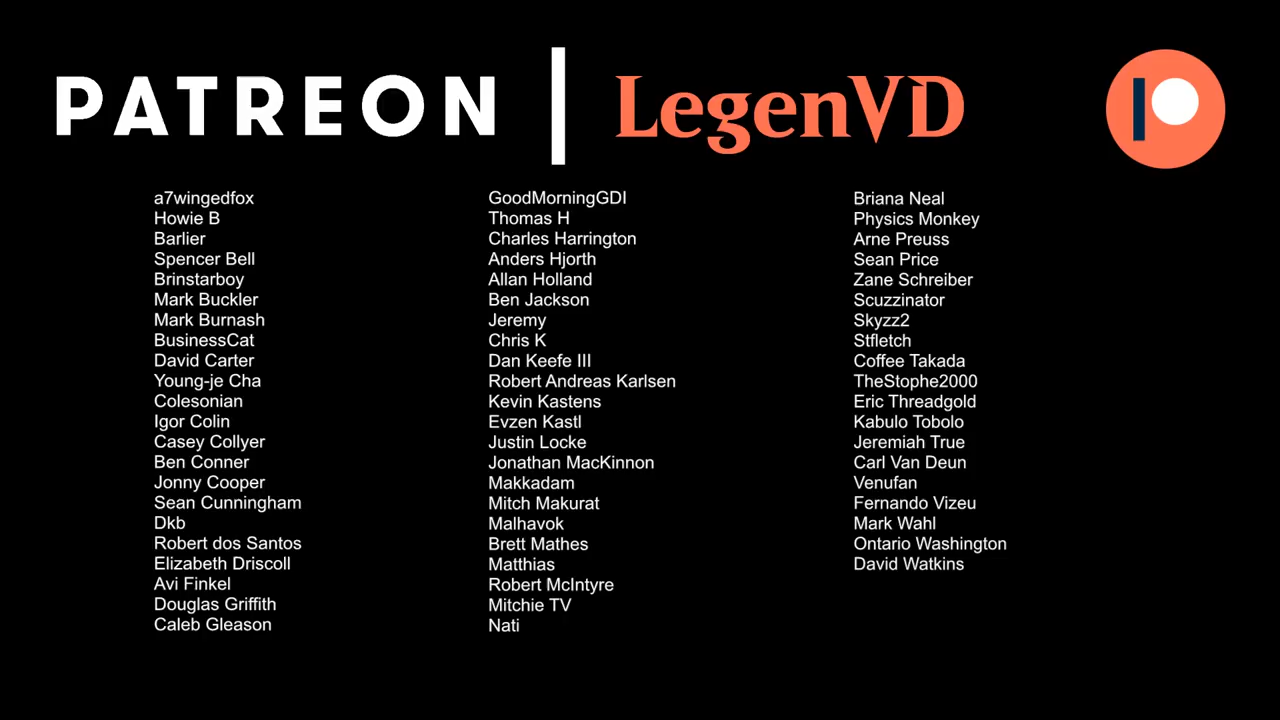 PATREON | LegenVD
a7wingedfox
Howie B
Barlier
Spencer Bell
Brinstarboy
Mark Buckler
Mark Burnash
BusinessCat
David Carter
Young-je Cha
Colesonian
Igor Colin
Casey Collyer
Ben Conner
Jonny Cooper
Sean Cunningham
Dkb
Robert dos Santos
Elizabeth Driscoll
Avi Finkel
Douglas Griffith
Caleb Gleason
GoodMorningGDI
Thomas H
Charles Harrington
Anders Hjorth
Allan Holland
Ben Jackson
Jeremy
Chris K
Dan Keefe III
Robert Andreas Karlsen
Kevin Kastens
Evzen Kastl
Justin Locke
Jonathan MacKinnon
Makkadam
Mitch Makurat
Malhavok
Brett Mathes
Matthias
Robert McIntyre
Mitchie TV
Nati
Briana Neal
Physics Monkey
Arne Preuss
Sean Price
Zane Schreiber
Scuzzinator
Skyzz2
Stfletch
Coffee Takada
TheStophe2000
Eric Threadgold
Kabulo Tobolo
Jeremiah True
Carl Van Deun
Venufan
Fernando Vizeu
Mark Wahl
Ontario Washington
David Watkins